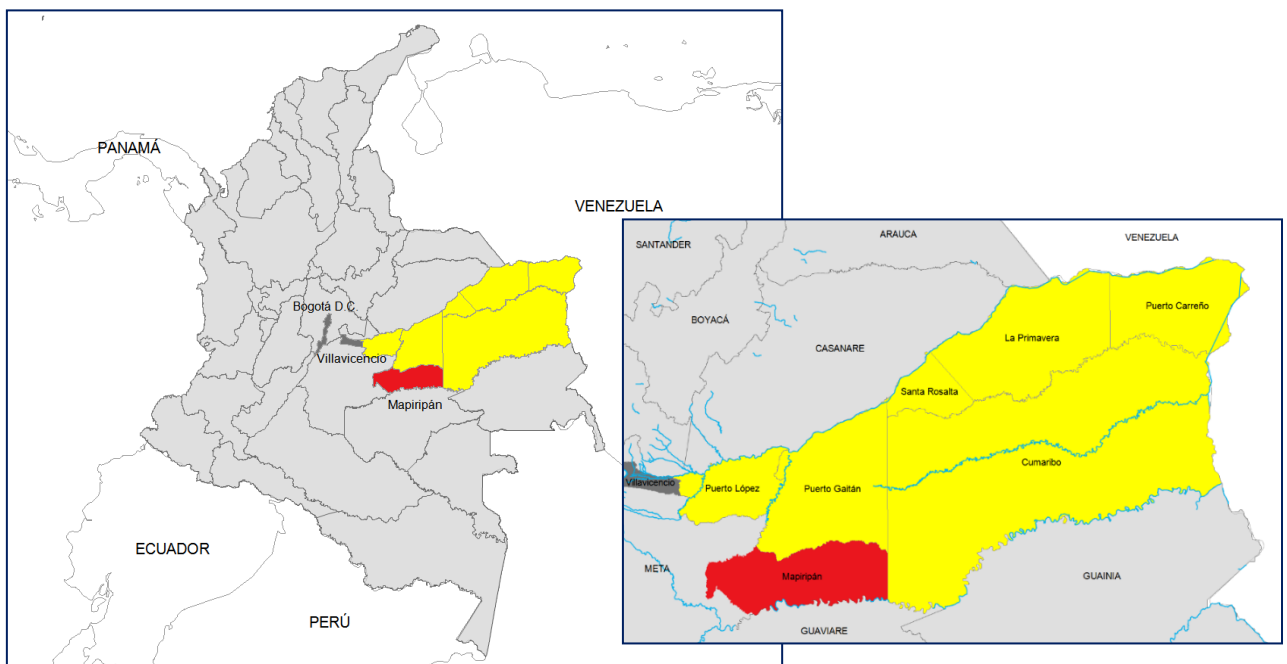 PANAMÁ
VENEZUELA
Bogotá D.C.
Villavicencio
Mapiripán
ECUADOR
PERÚ
SANTANDER
ARAUCA
VENEZUELA
Puerto Carreño
BOYACÁ
La Primavera
CASANARE
Santa Rosalta
Cumaribo
Villavicencio
Puerto López
Puerto Gaitán
META
Mapiripán
GUAINIA
GUAVIARE